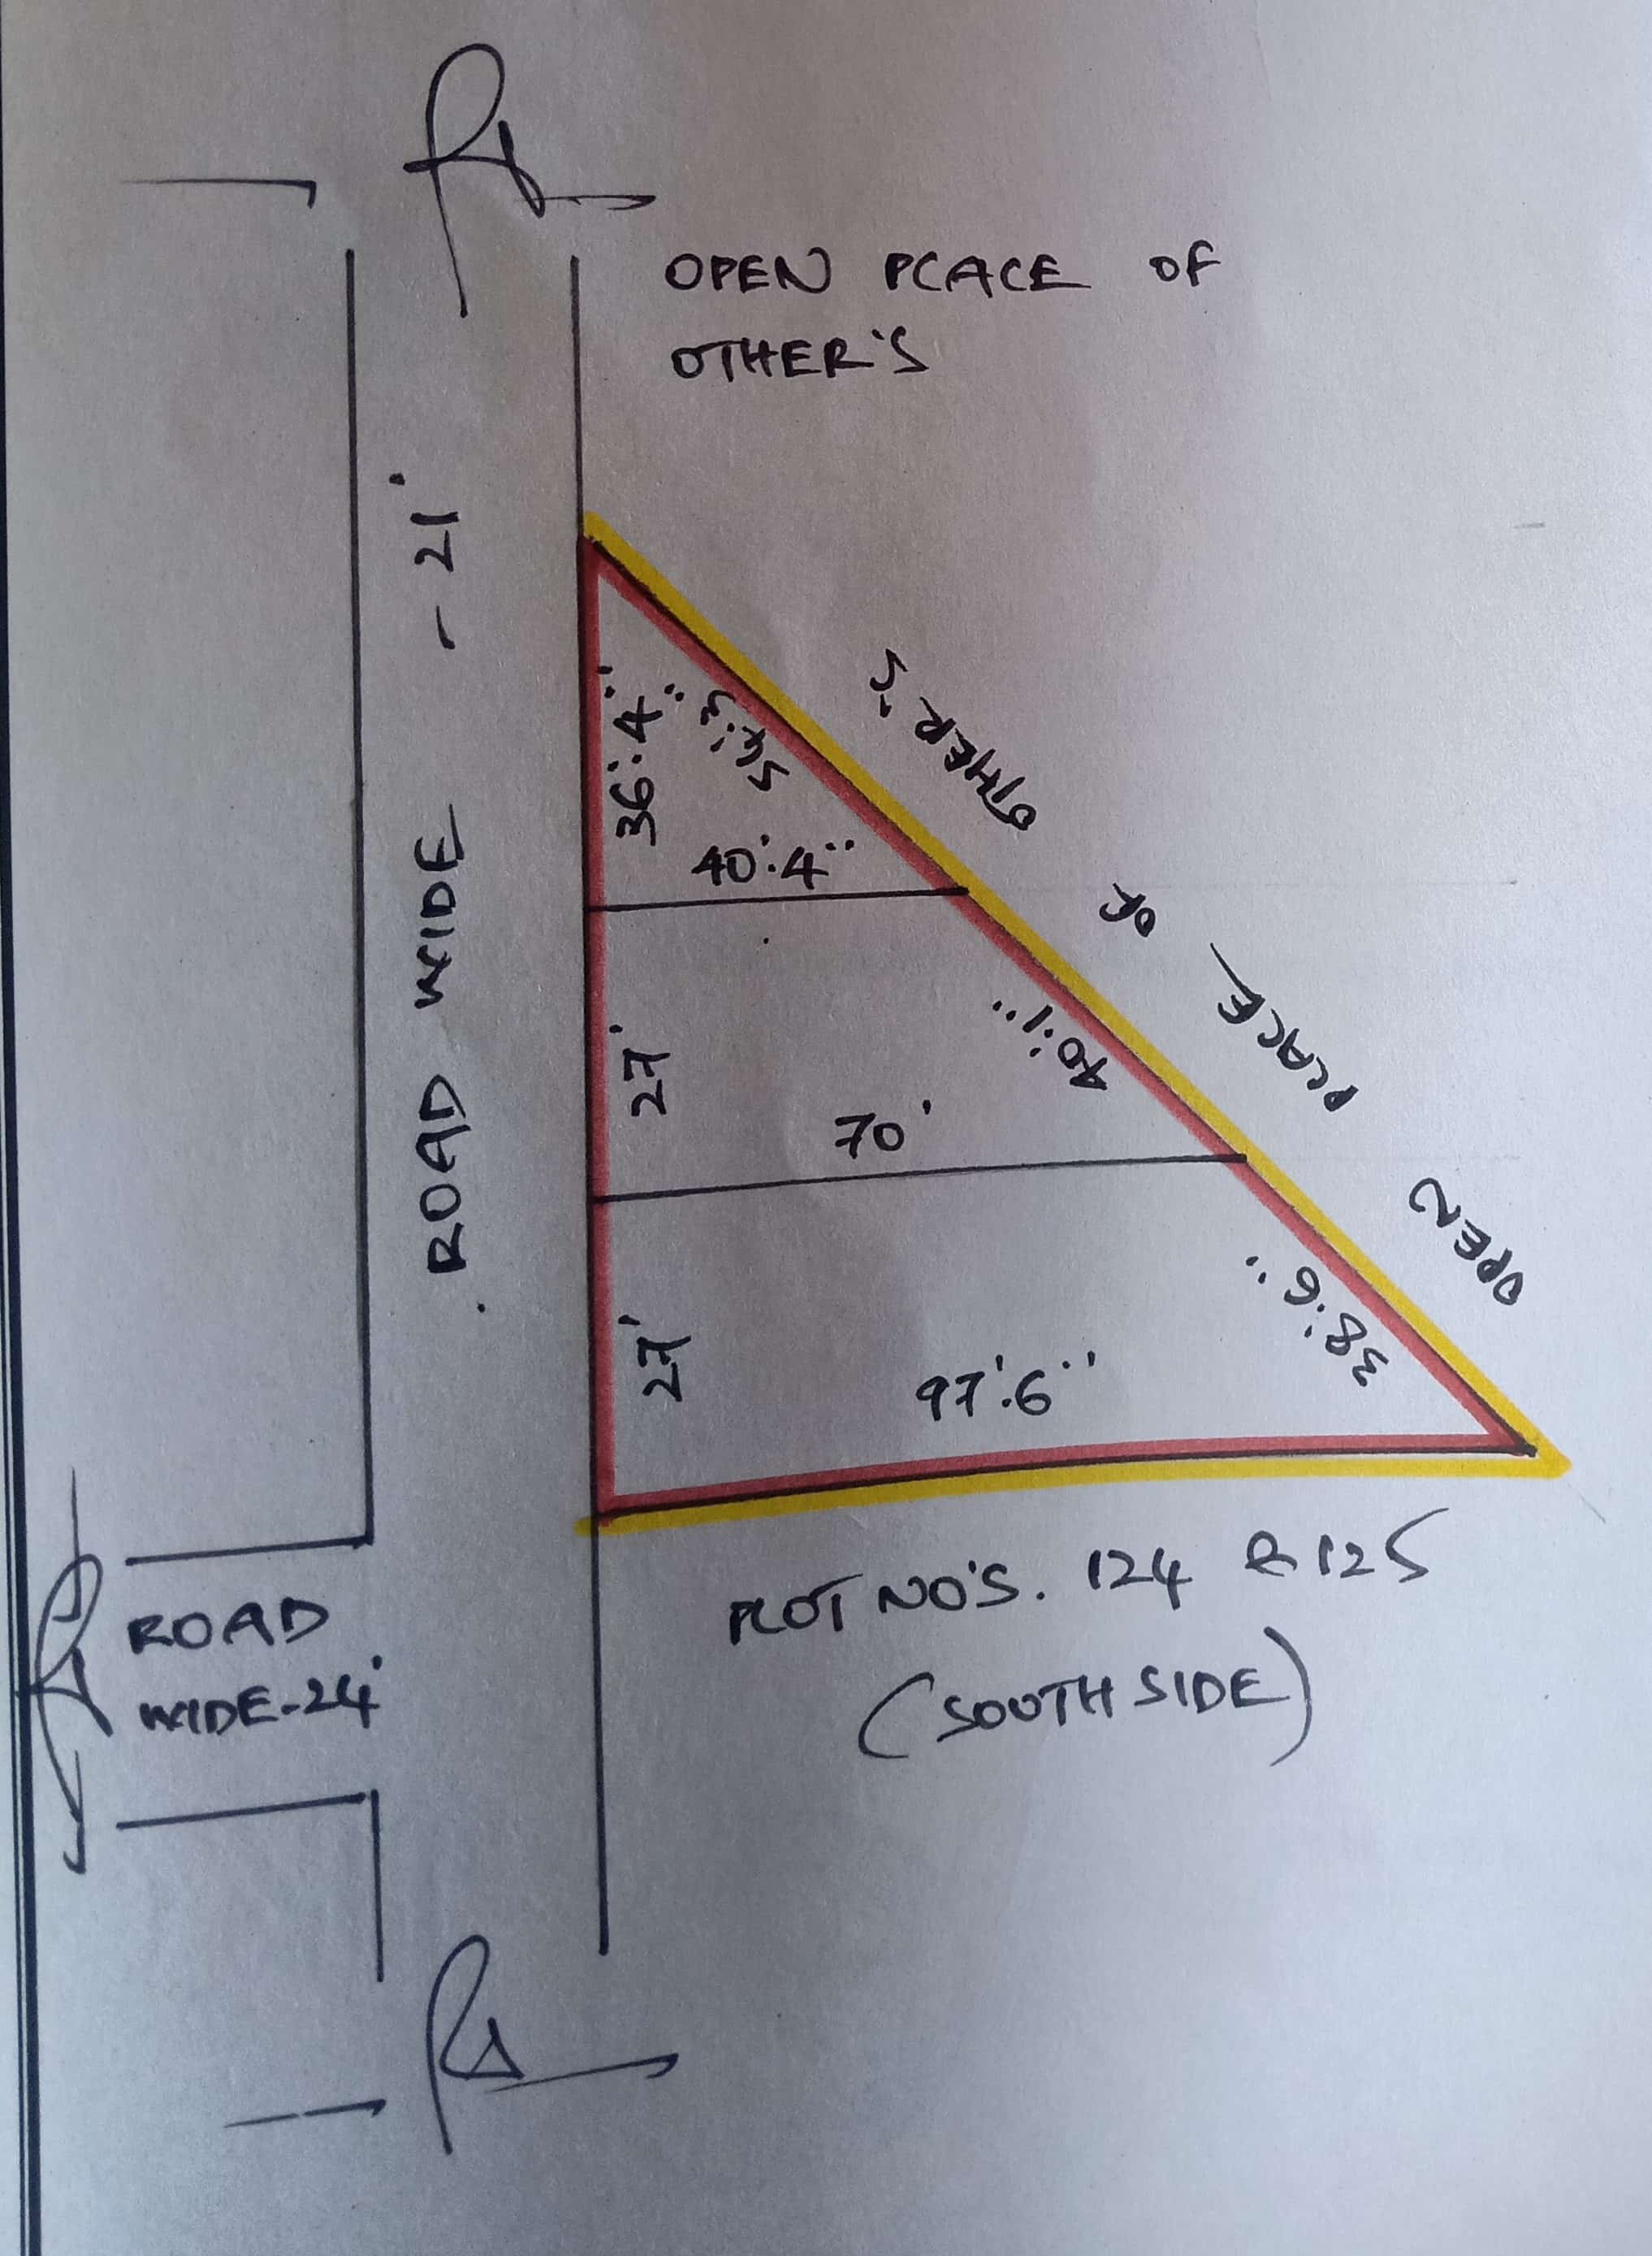 OPEN PLACE OF
OTHER'S
ROAD WIDE - 21'
36':4"
54':3"
40':4"
OPEN PLACE OF OTHER'S
27'
40':1"
70'
27'
38':6"
97':6"
PLOT NO'S. 124 & 125
(SOUTH SIDE)
ROAD
WIDE-24'